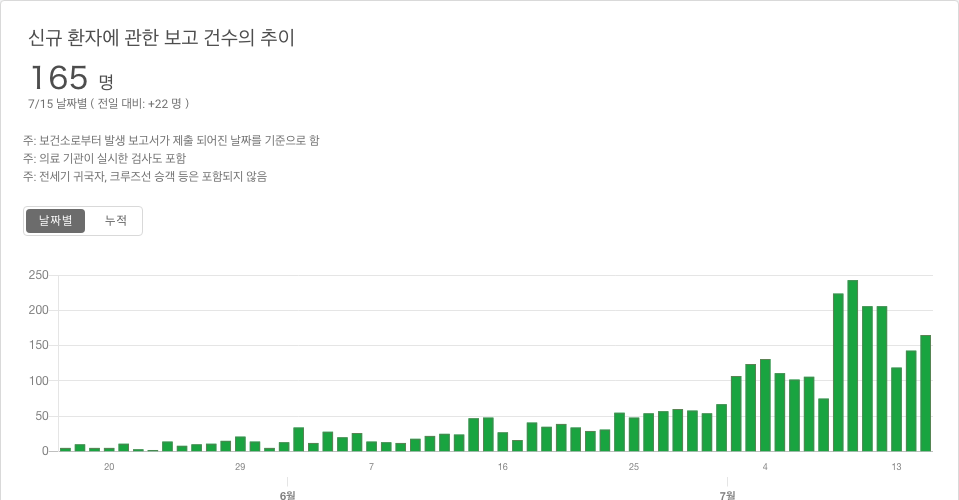 신규 환자에 관한 보고 건수의 추이
165 명
7/15 날짜별 ( 전일 대비: +22 명 )
주: 보건소로부터 발생 보고서가 제출 되어진 날짜를 기준으로 함
주: 의료 기관이 실시한 검사도 포함
주: 전세기 귀국자, 크루즈선 승객 등은 포함되지 않음
날짜별 누적
250
200
150
100
50
0
20 29 7 16 25 4 13
6월 7월